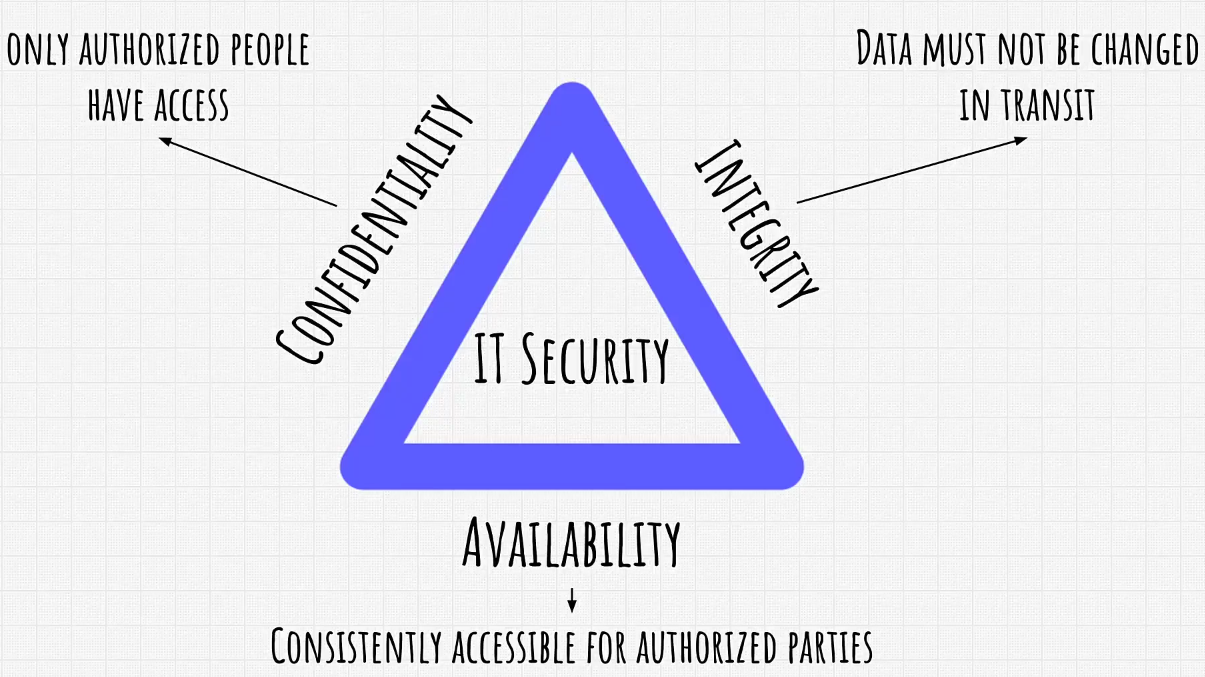 only authorized people
have access
Data must not be changed
in transit
Confidentiality
Integrity
IT Security
Availability
Consistently accessible for authorized parties